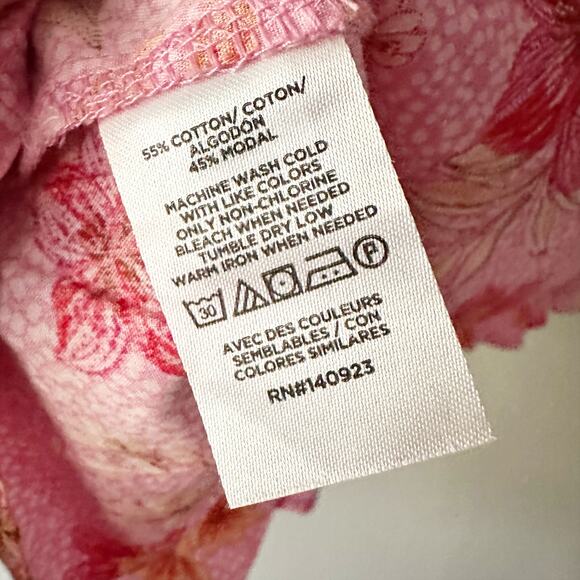 55% COTTON/ COTON/
ALGODÓN
45% MODAL
MACHINE WASH COLD
WITH LIKE COLORS
ONLY NON-CHLORINE
BLEACH WHEN NEEDED
TUMBLE DRY LOW
WARM IRON WHEN NEEDED
30 P
AVEC DES COULEURS
SEMBLABLES / CON
COLORES SIMILARES
RN#140923